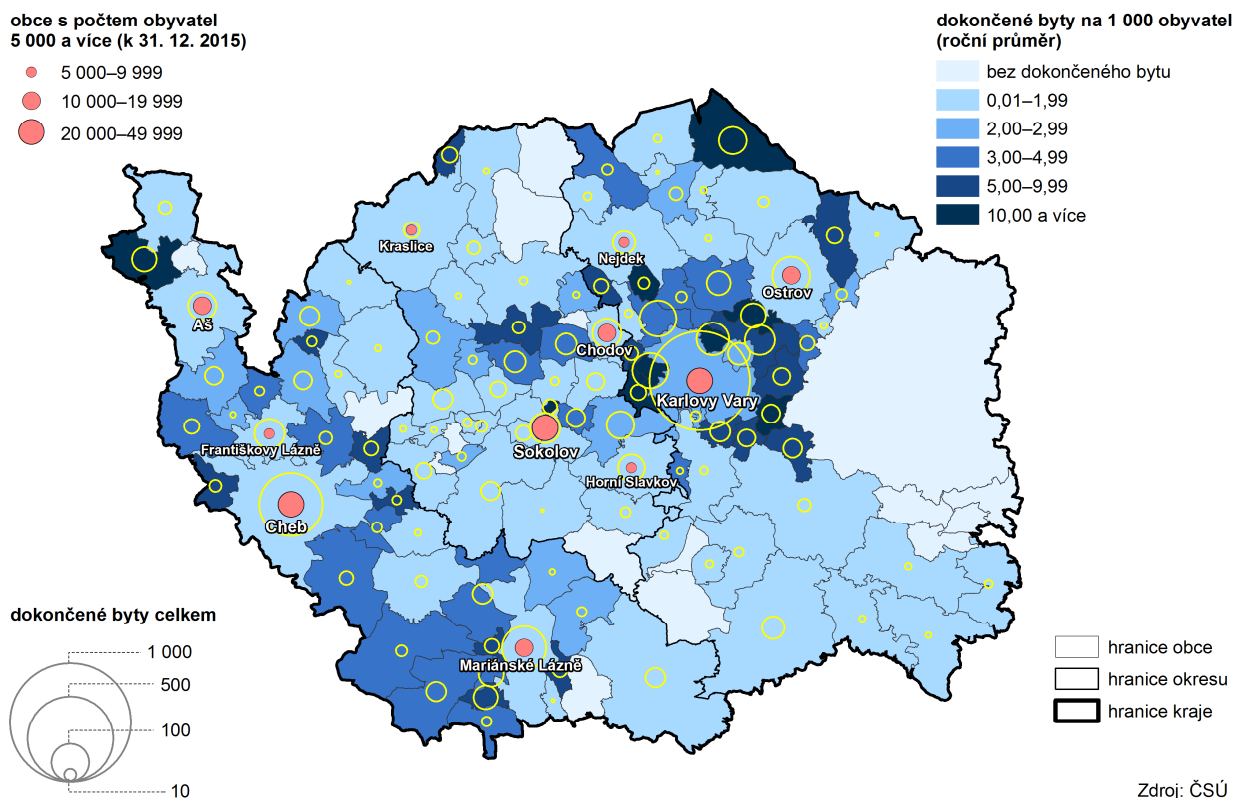 obce s počtem obyvatel
5 000 a více (k 31. 12. 2015)
5 000–9 999
10 000–19 999
20 000–49 999
dokončené byty na 1 000 obyvatel
(roční průměr)
bez dokončeného bytu
0,01–1,99
2,00–2,99
3,00–4,99
5,00–9,99
10,00 a více
Kraslice
Nejdek
Ostrov
Aš
Chodov
Karlovy Vary
Františkovy Lázně
Sokolov
Horní Slavkov
Cheb
Mariánské Lázně
dokončené byty celkem
1 000
500
100
10
hranice obce
hranice okresu
hranice kraje
Zdroj: ČSÚ